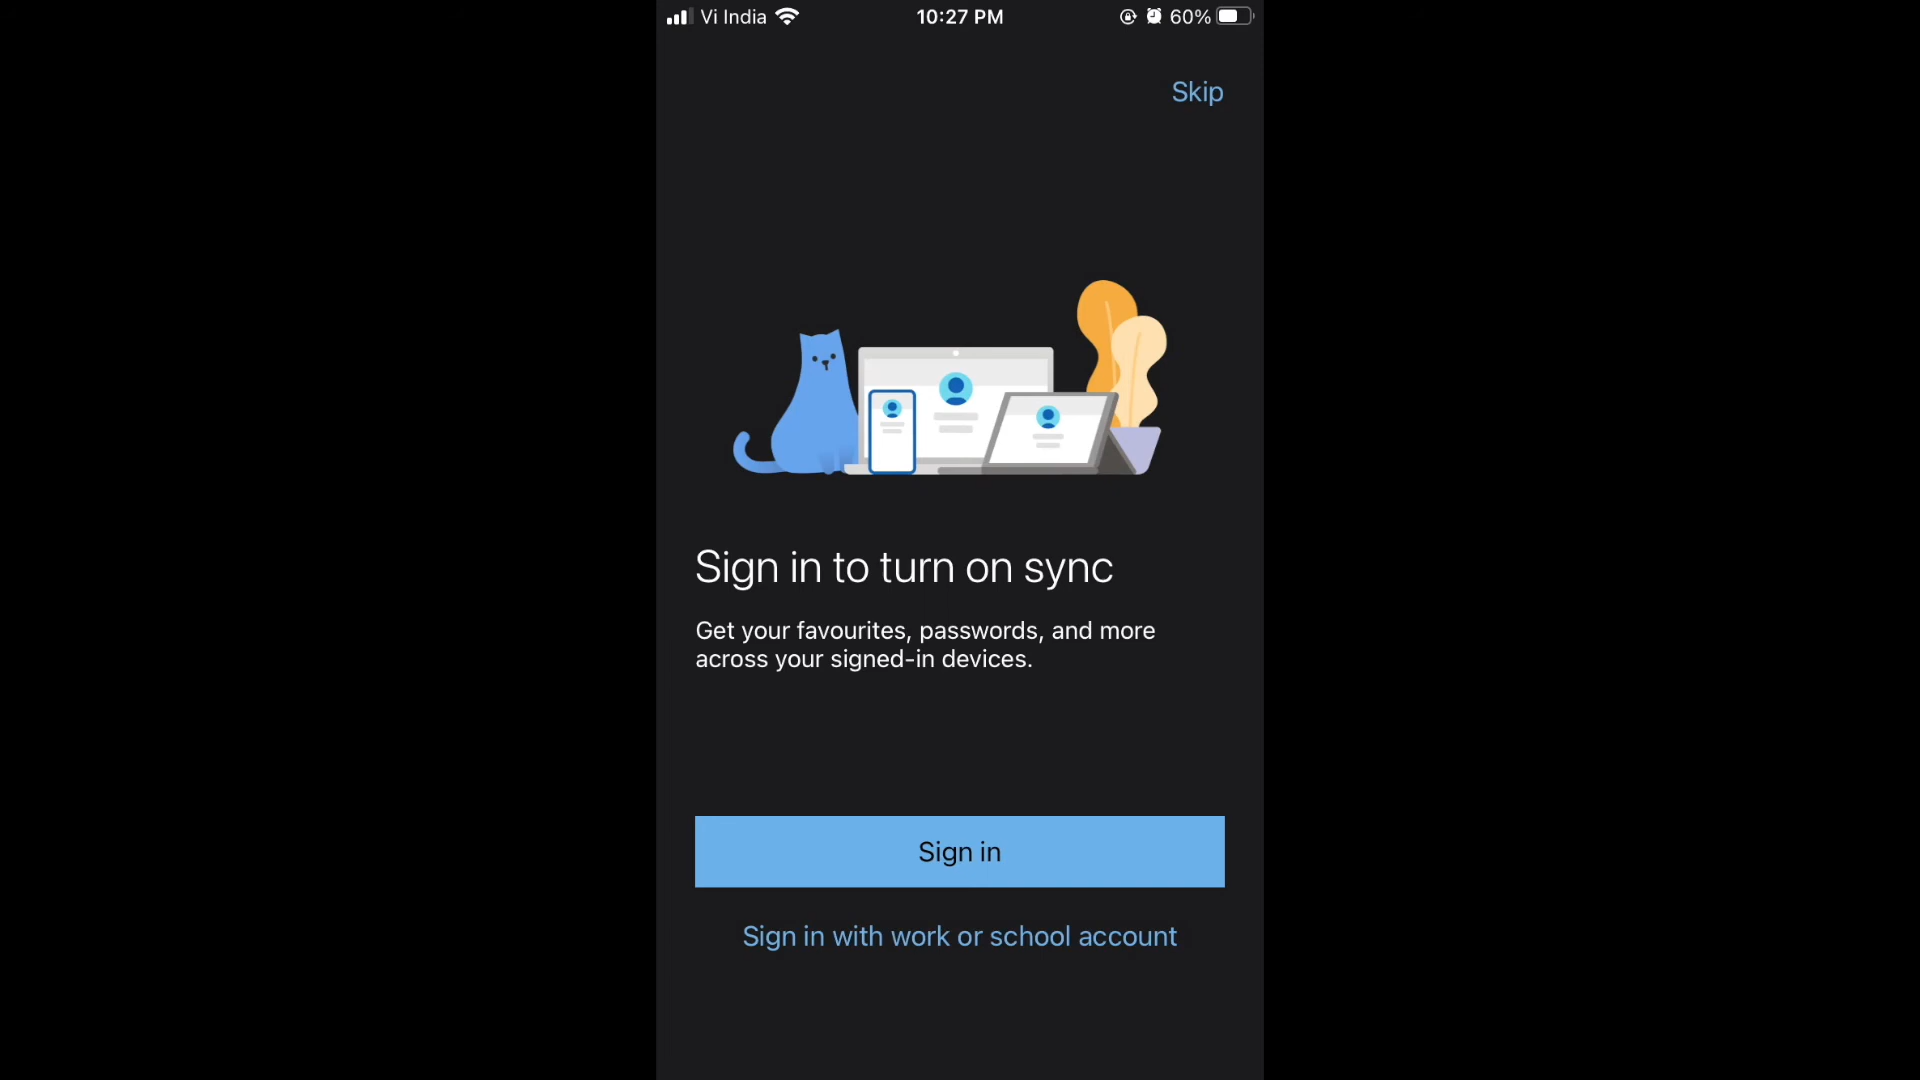 Vi India 10:27 PM 60%
Skip
Sign in to turn on sync
Get your favourites, passwords, and more
across your signed-in devices.
Sign in
Sign in with work or school account